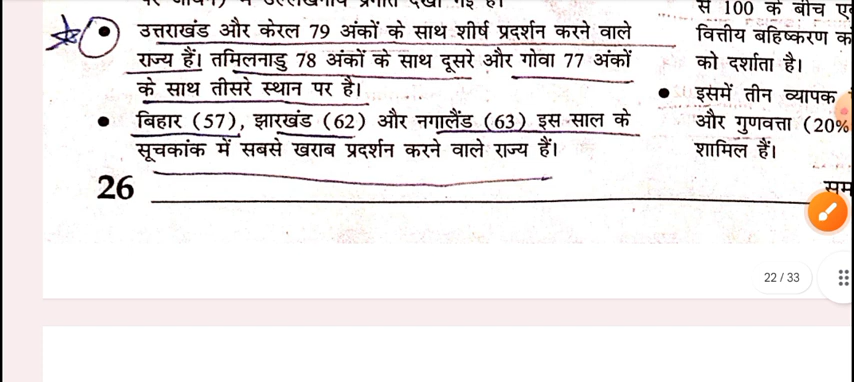 उत्तराखंड और केरल 79 अंकों के साथ शीर्ष प्रदर्शन करने वाले
राज्य हैं। तमिलनाडु 78 अंकों के साथ दूसरे और गोवा 77 अंकों
के साथ तीसरे स्थान पर है।
बिहार (57), झारखंड (62) और नगालैंड (63) इस साल के
सूचकांक में सबसे खराब प्रदर्शन करने वाले राज्य हैं।
26
से 100 के बीच
वित्तीय बहिष्करण
को दर्शाता है।
इसमें तीन व्यापक
और गुणवत्ता (20%
शामिल हैं।
22 / 33